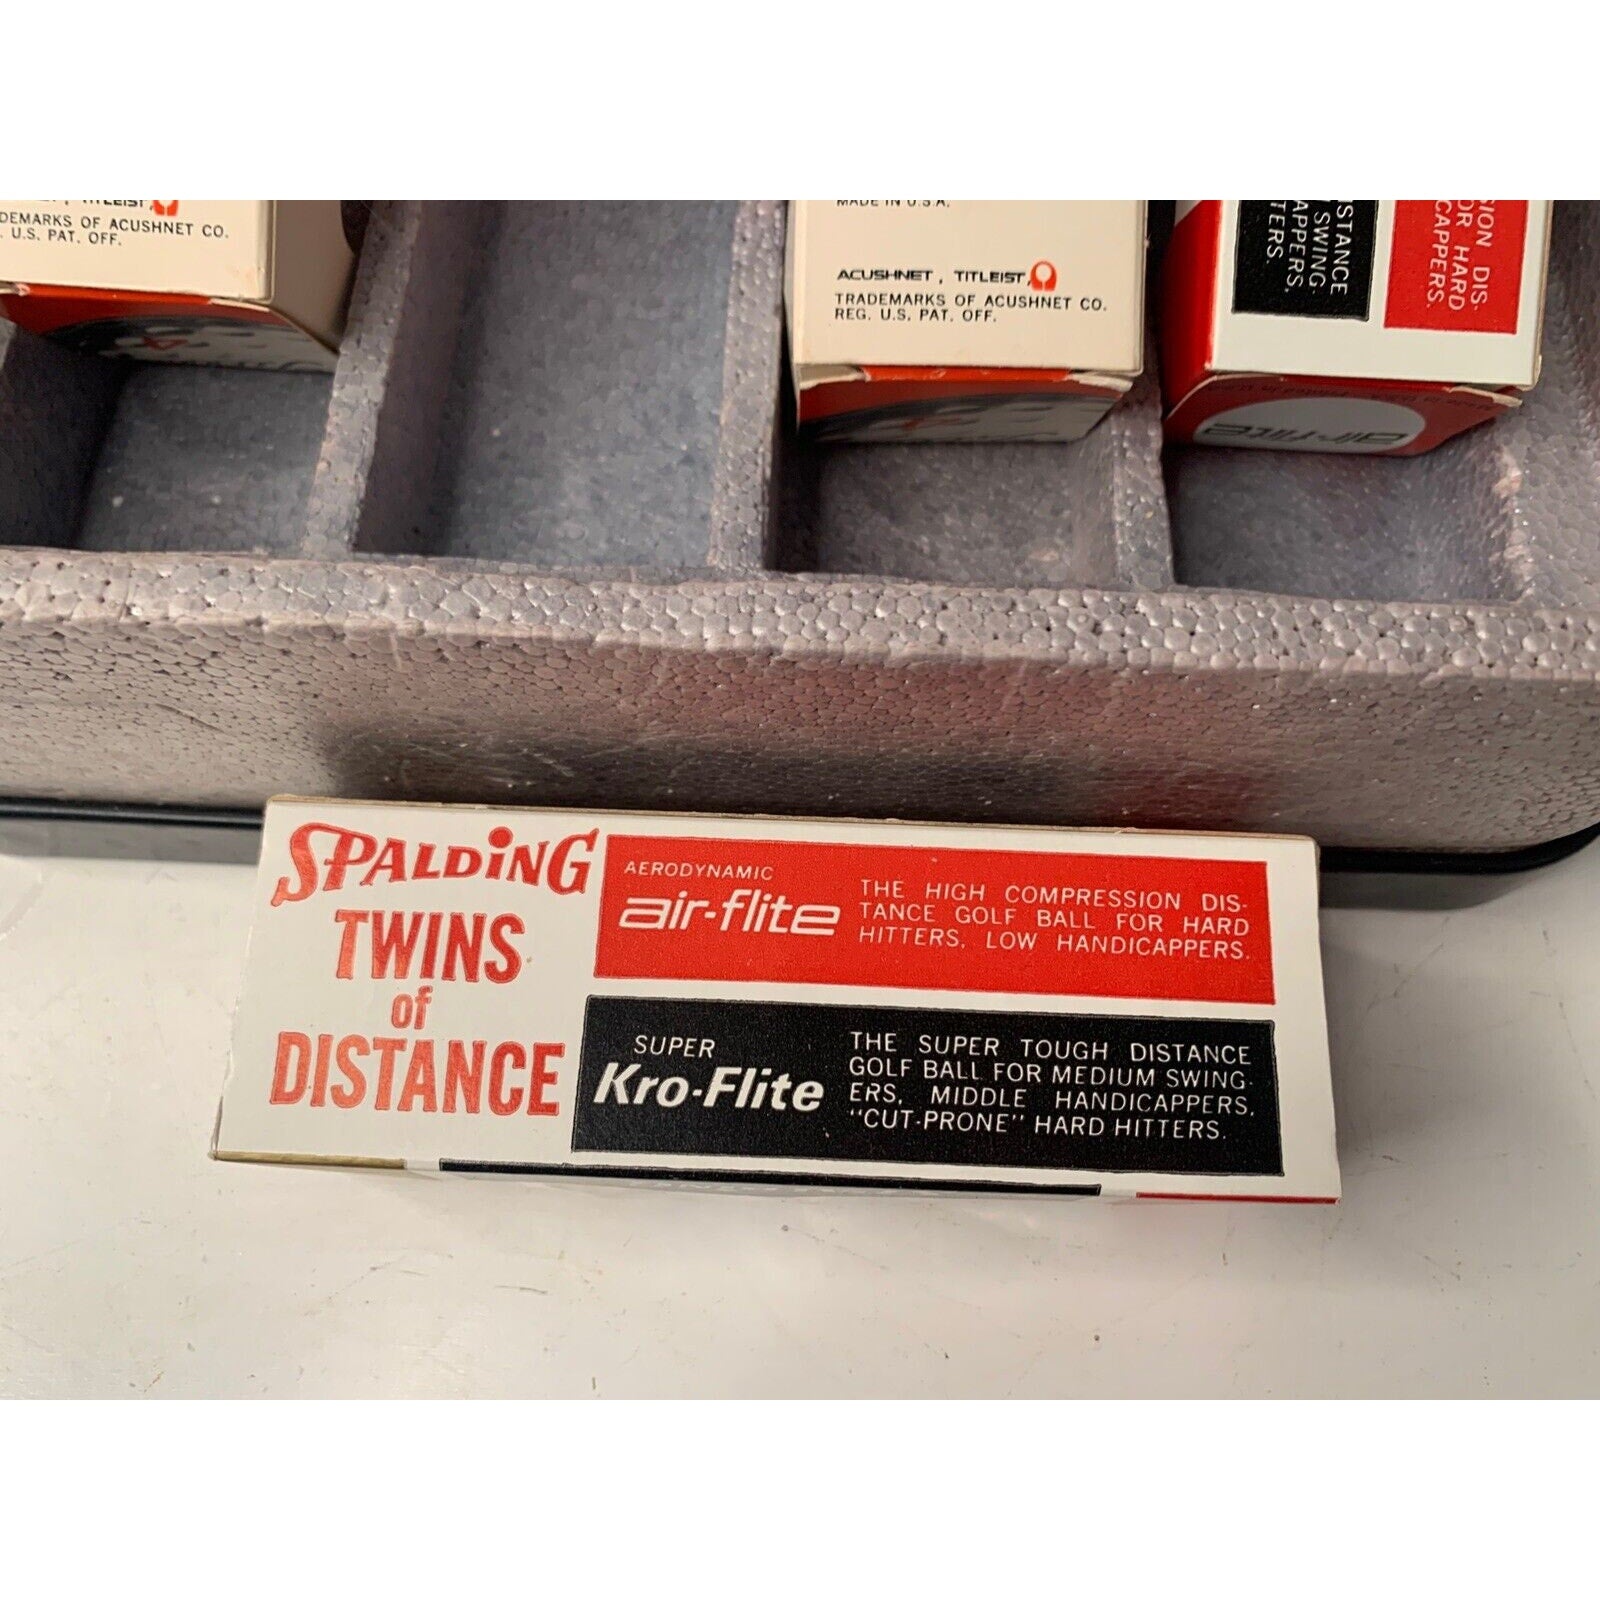 TITLEIST,
DEMARKS OF ACUSHNET CO.
. U.S. PAT. OFF.
MADE IN U.S.A.
ACUSHNET, TITLEIST,
TRADEMARKS OF ACUSHNET CO.
REG. U.S. PAT. OFF.
ISTANCE
SWING-
APPERS,
TERS.
SION DIS-
OR HARD
CAPPERS.
air-flite
SPALDING
TWINS
of
DISTANCE
AERODYNAMIC
air-flite
THE HIGH COMPRESSION DIS-
TANCE GOLF BALL FOR HARD
HITTERS, LOW HANDICAPPERS.
SUPER
Kro-Flite
THE SUPER TOUGH DISTANCE
GOLF BALL FOR MEDIUM SWING-
ERS, MIDDLE HANDICAPPERS,
"CUT-PRONE" HARD HITTERS.